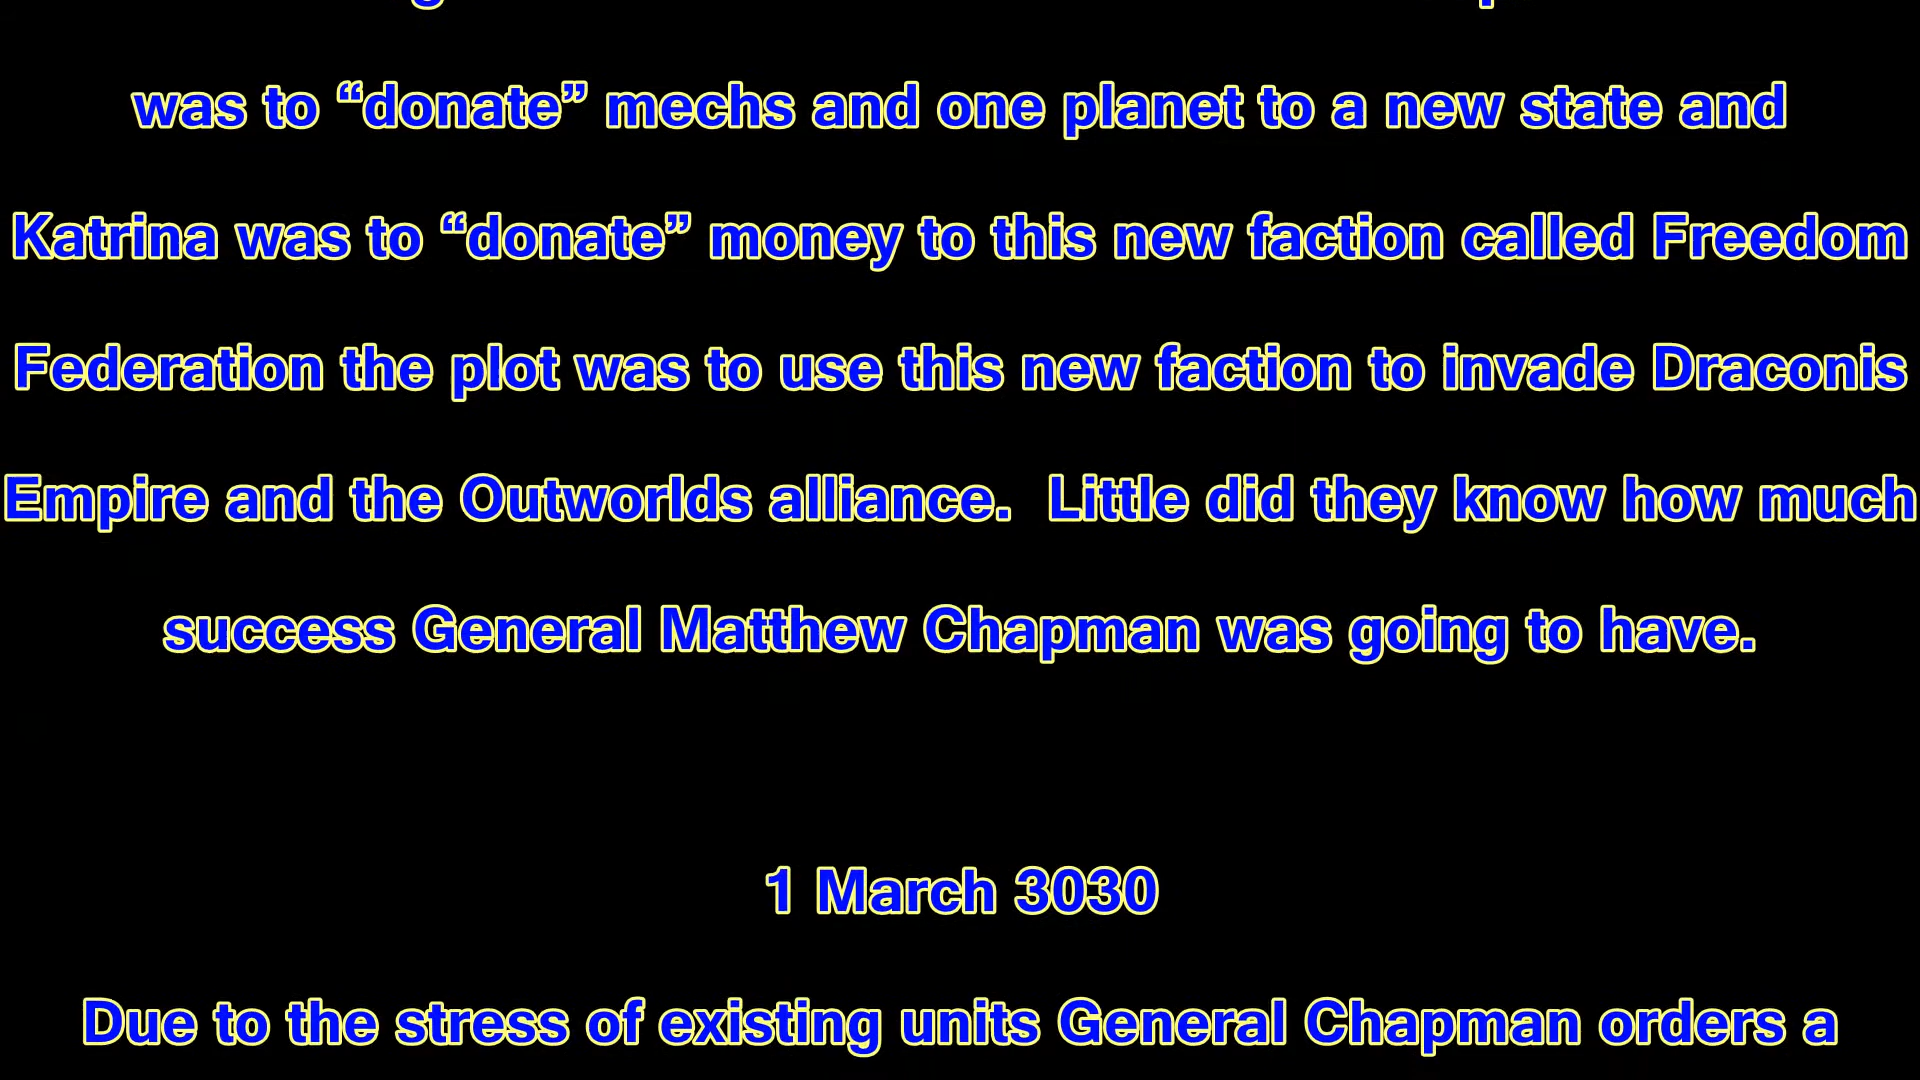 was to “donate” mechs and one planet to a new state and
Katrina was to “donate” money to this new faction called Freedom
Federation the plot was to use this new faction to invade Draconis
Empire and the Outworlds alliance.  Little did they know how much
success General Matthew Chapman was going to have.
1 March 3030
Due to the stress of existing units General Chapman orders a